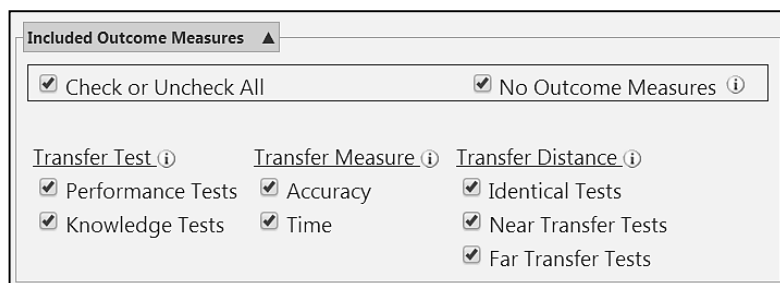 Included Outcome Measures ▲
Check or Uncheck All No Outcome Measures ⓘ
Transfer Test ⓘ Transfer Measure ⓘ Transfer Distance ⓘ
Performance Tests Accuracy Identical Tests
Knowledge Tests Time Near Transfer Tests
Far Transfer Tests